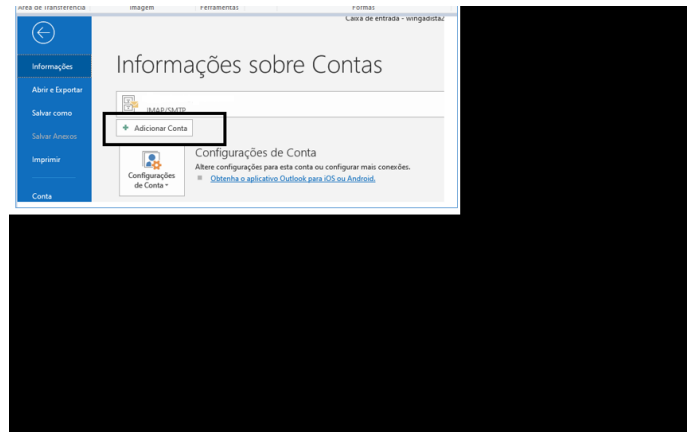 Área de Transferência Imagem Ferramentas Formas
Caixa de entrada - wingadista2
Informações
Informações sobre Contas
Abrir e Exportar
Salvar como
IMAP/SMTP
Adicionar Conta
Salvar Anexos
Imprimir
Configurações de Conta
Altere configurações para esta conta ou configurar mais conexões.
Obtenha o aplicativo Outlook para iOS ou Android.
Configurações
de Conta
Conta